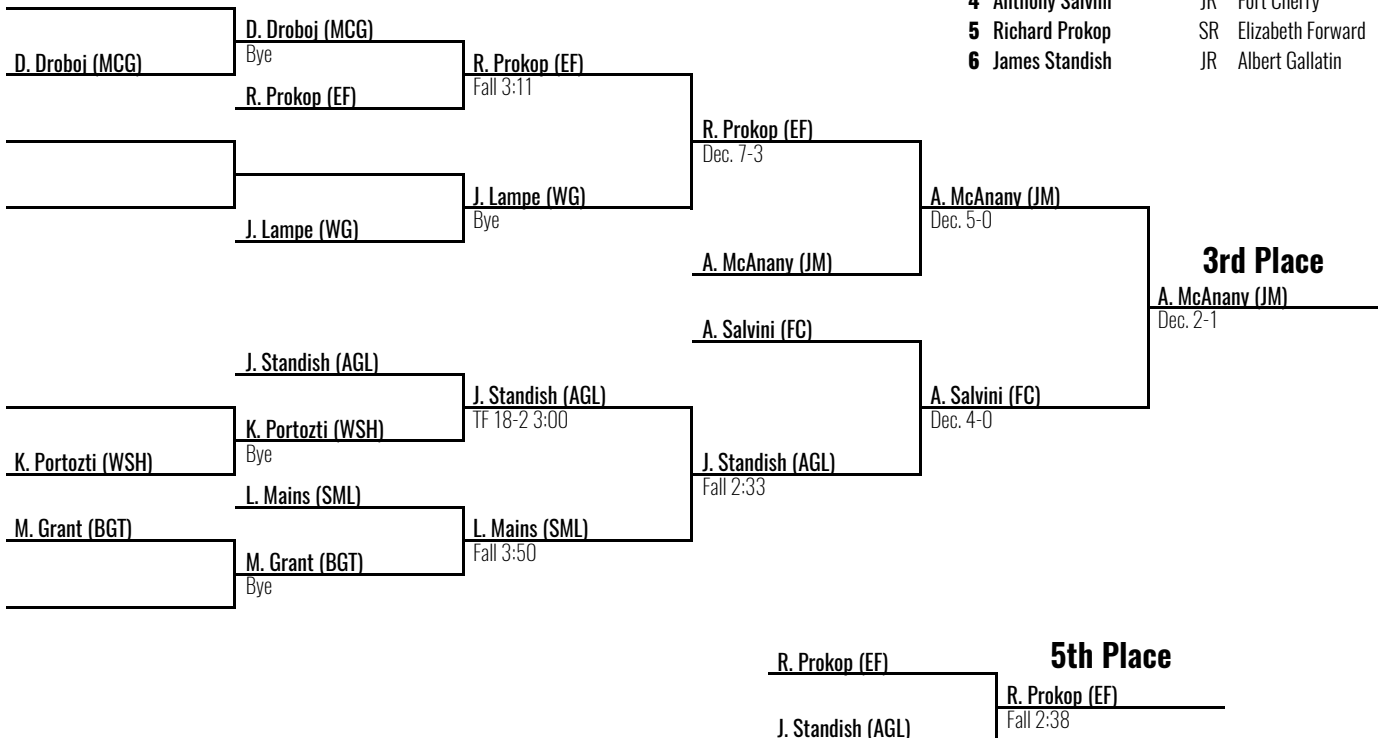 4 Anthony Salvini JR Fort Cherry
5 Richard Prokop SR Elizabeth Forward
6 James Standish JR Albert Gallatin
D. Droboj (MCG)
Bye
D. Droboj (MCG)
R. Prokop (EF)
R. Prokop (EF)
Fall 3:11
J. Lampe (WG)
J. Lampe (WG)
Bye
R. Prokop (EF)
Dec. 7-3
A. McAnany (JM)
A. McAnany (JM)
Dec. 5-0
3rd Place
A. McAnany (JM)
Dec. 2-1
A. Salvini (FC)
A. Salvini (FC)
Dec. 4-0
J. Standish (AGL)
K. Portozti (WSH)
Bye
K. Portozti (WSH)
J. Standish (AGL)
TF 18-2 3:00
J. Standish (AGL)
Fall 2:33
L. Mains (SML)
M. Grant (BGT)
M. Grant (BGT)
Bye
L. Mains (SML)
Fall 3:50
5th Place
R. Prokop (EF)
J. Standish (AGL)
R. Prokop (EF)
Fall 2:38